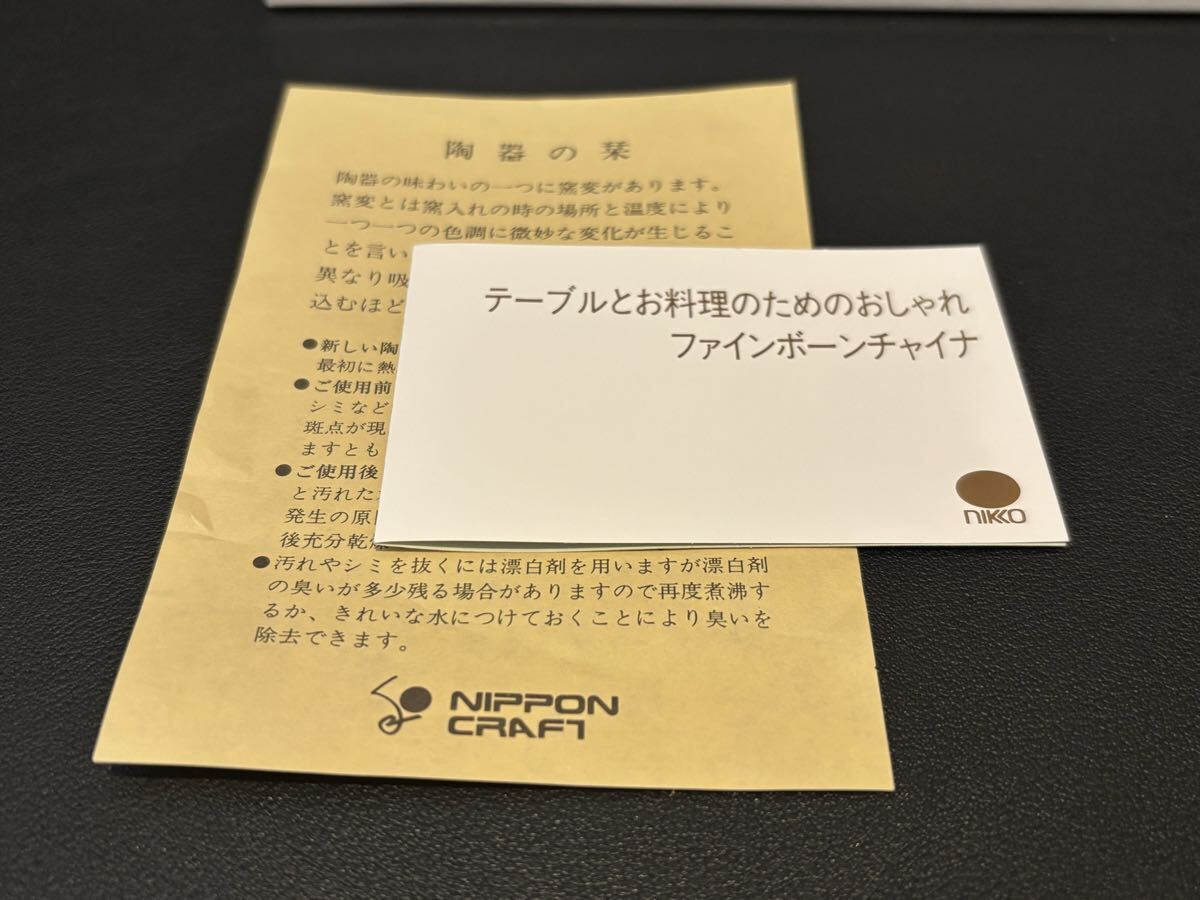 陶器の栞
陶器の味わいの一つに窯変があります。
窯変とは窯入れの時の場所と温度により
一つ一つの色調に微妙な変化が生じるこ
とを言い
異なり吸
込むほど
●新しい陶
最初に熱
●ご使用前
シミなど
斑点が現
ますとも
●ご使用後
と汚れた
発生の原
後充分乾
●汚れやシミを抜くには漂白剤を用いますが漂白剤
の臭いが多少残る場合がありますので再度煮沸す
るか、きれいな水につけておくことにより臭いを
除去できます。
NIPPON
CRAFT
テーブルとお料理のためのおしゃれ
ファインボーンチャイナ
NIKKO